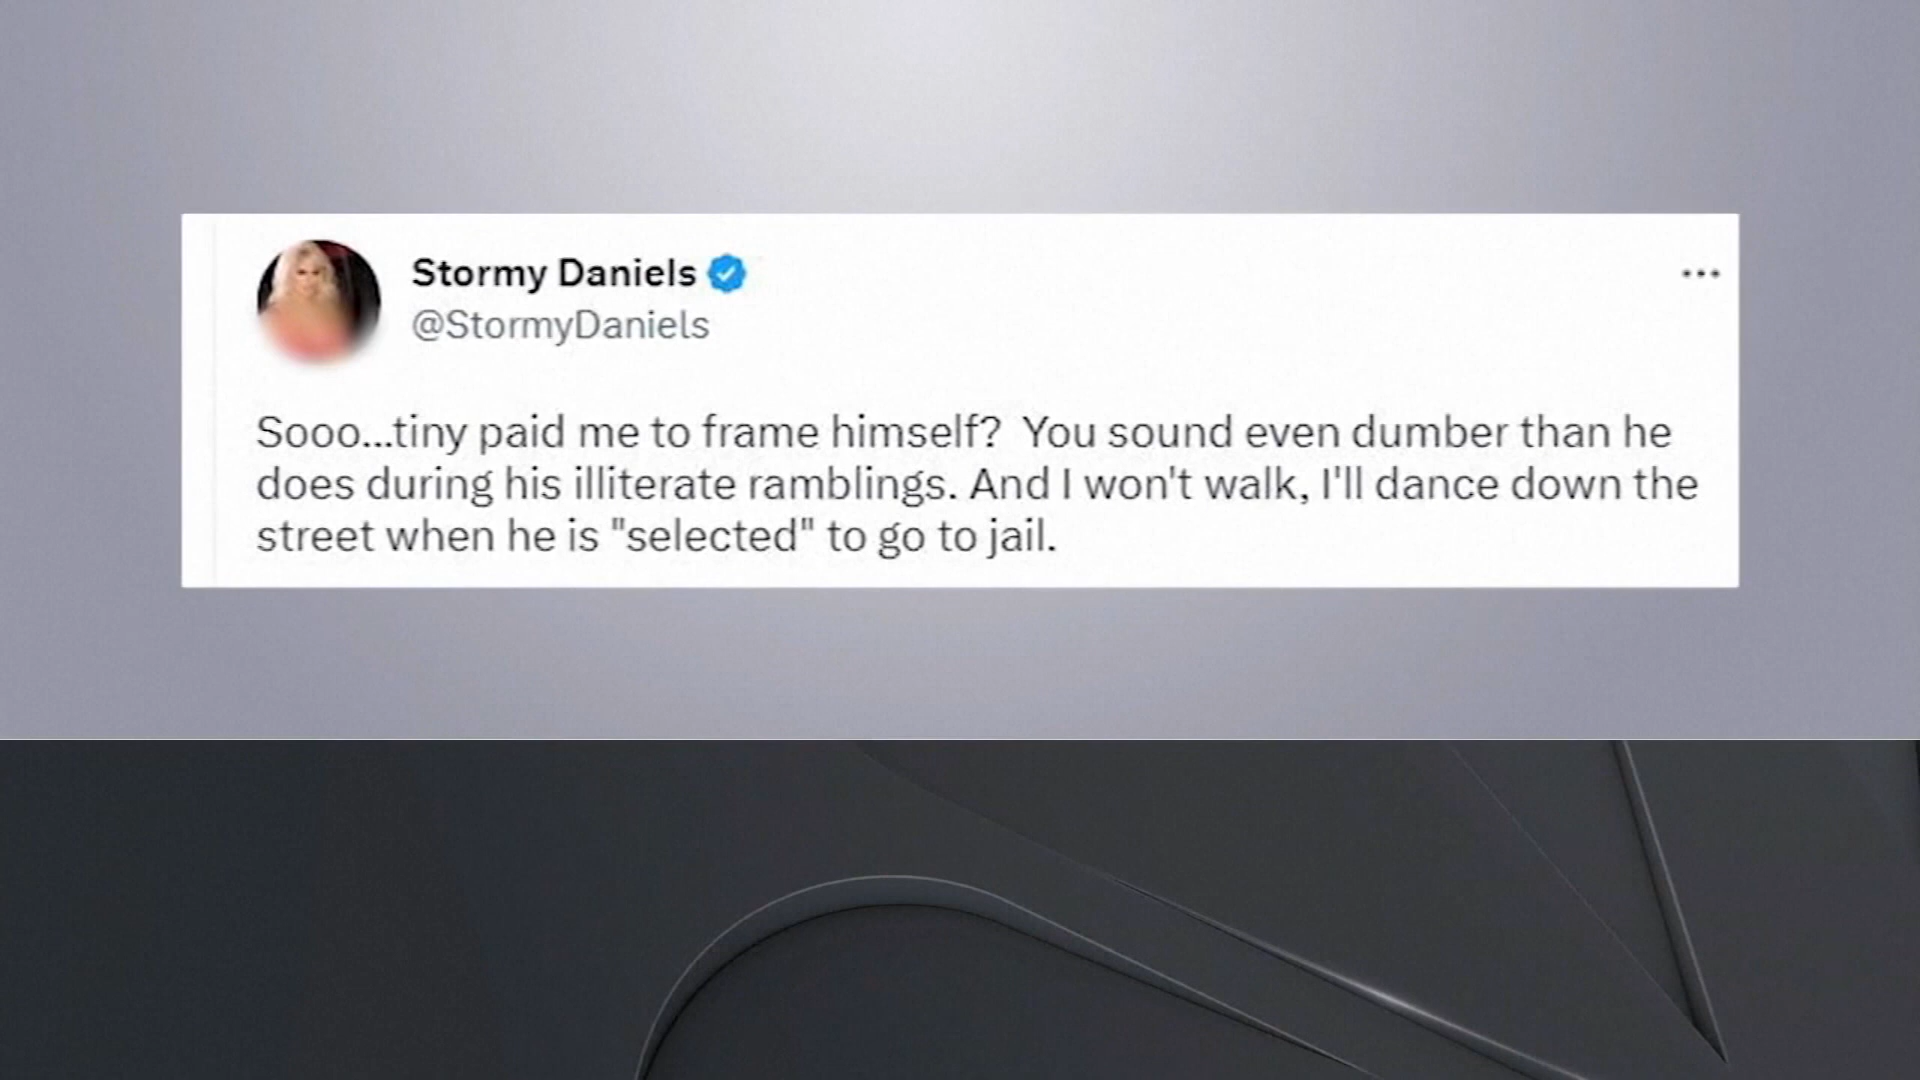 Stormy Daniels
@StormyDaniels
Sooo...tiny paid me to frame himself?  You sound even dumber than he
does during his illiterate ramblings. And I won't walk, I'll dance down the
street when he is "selected" to go to jail.